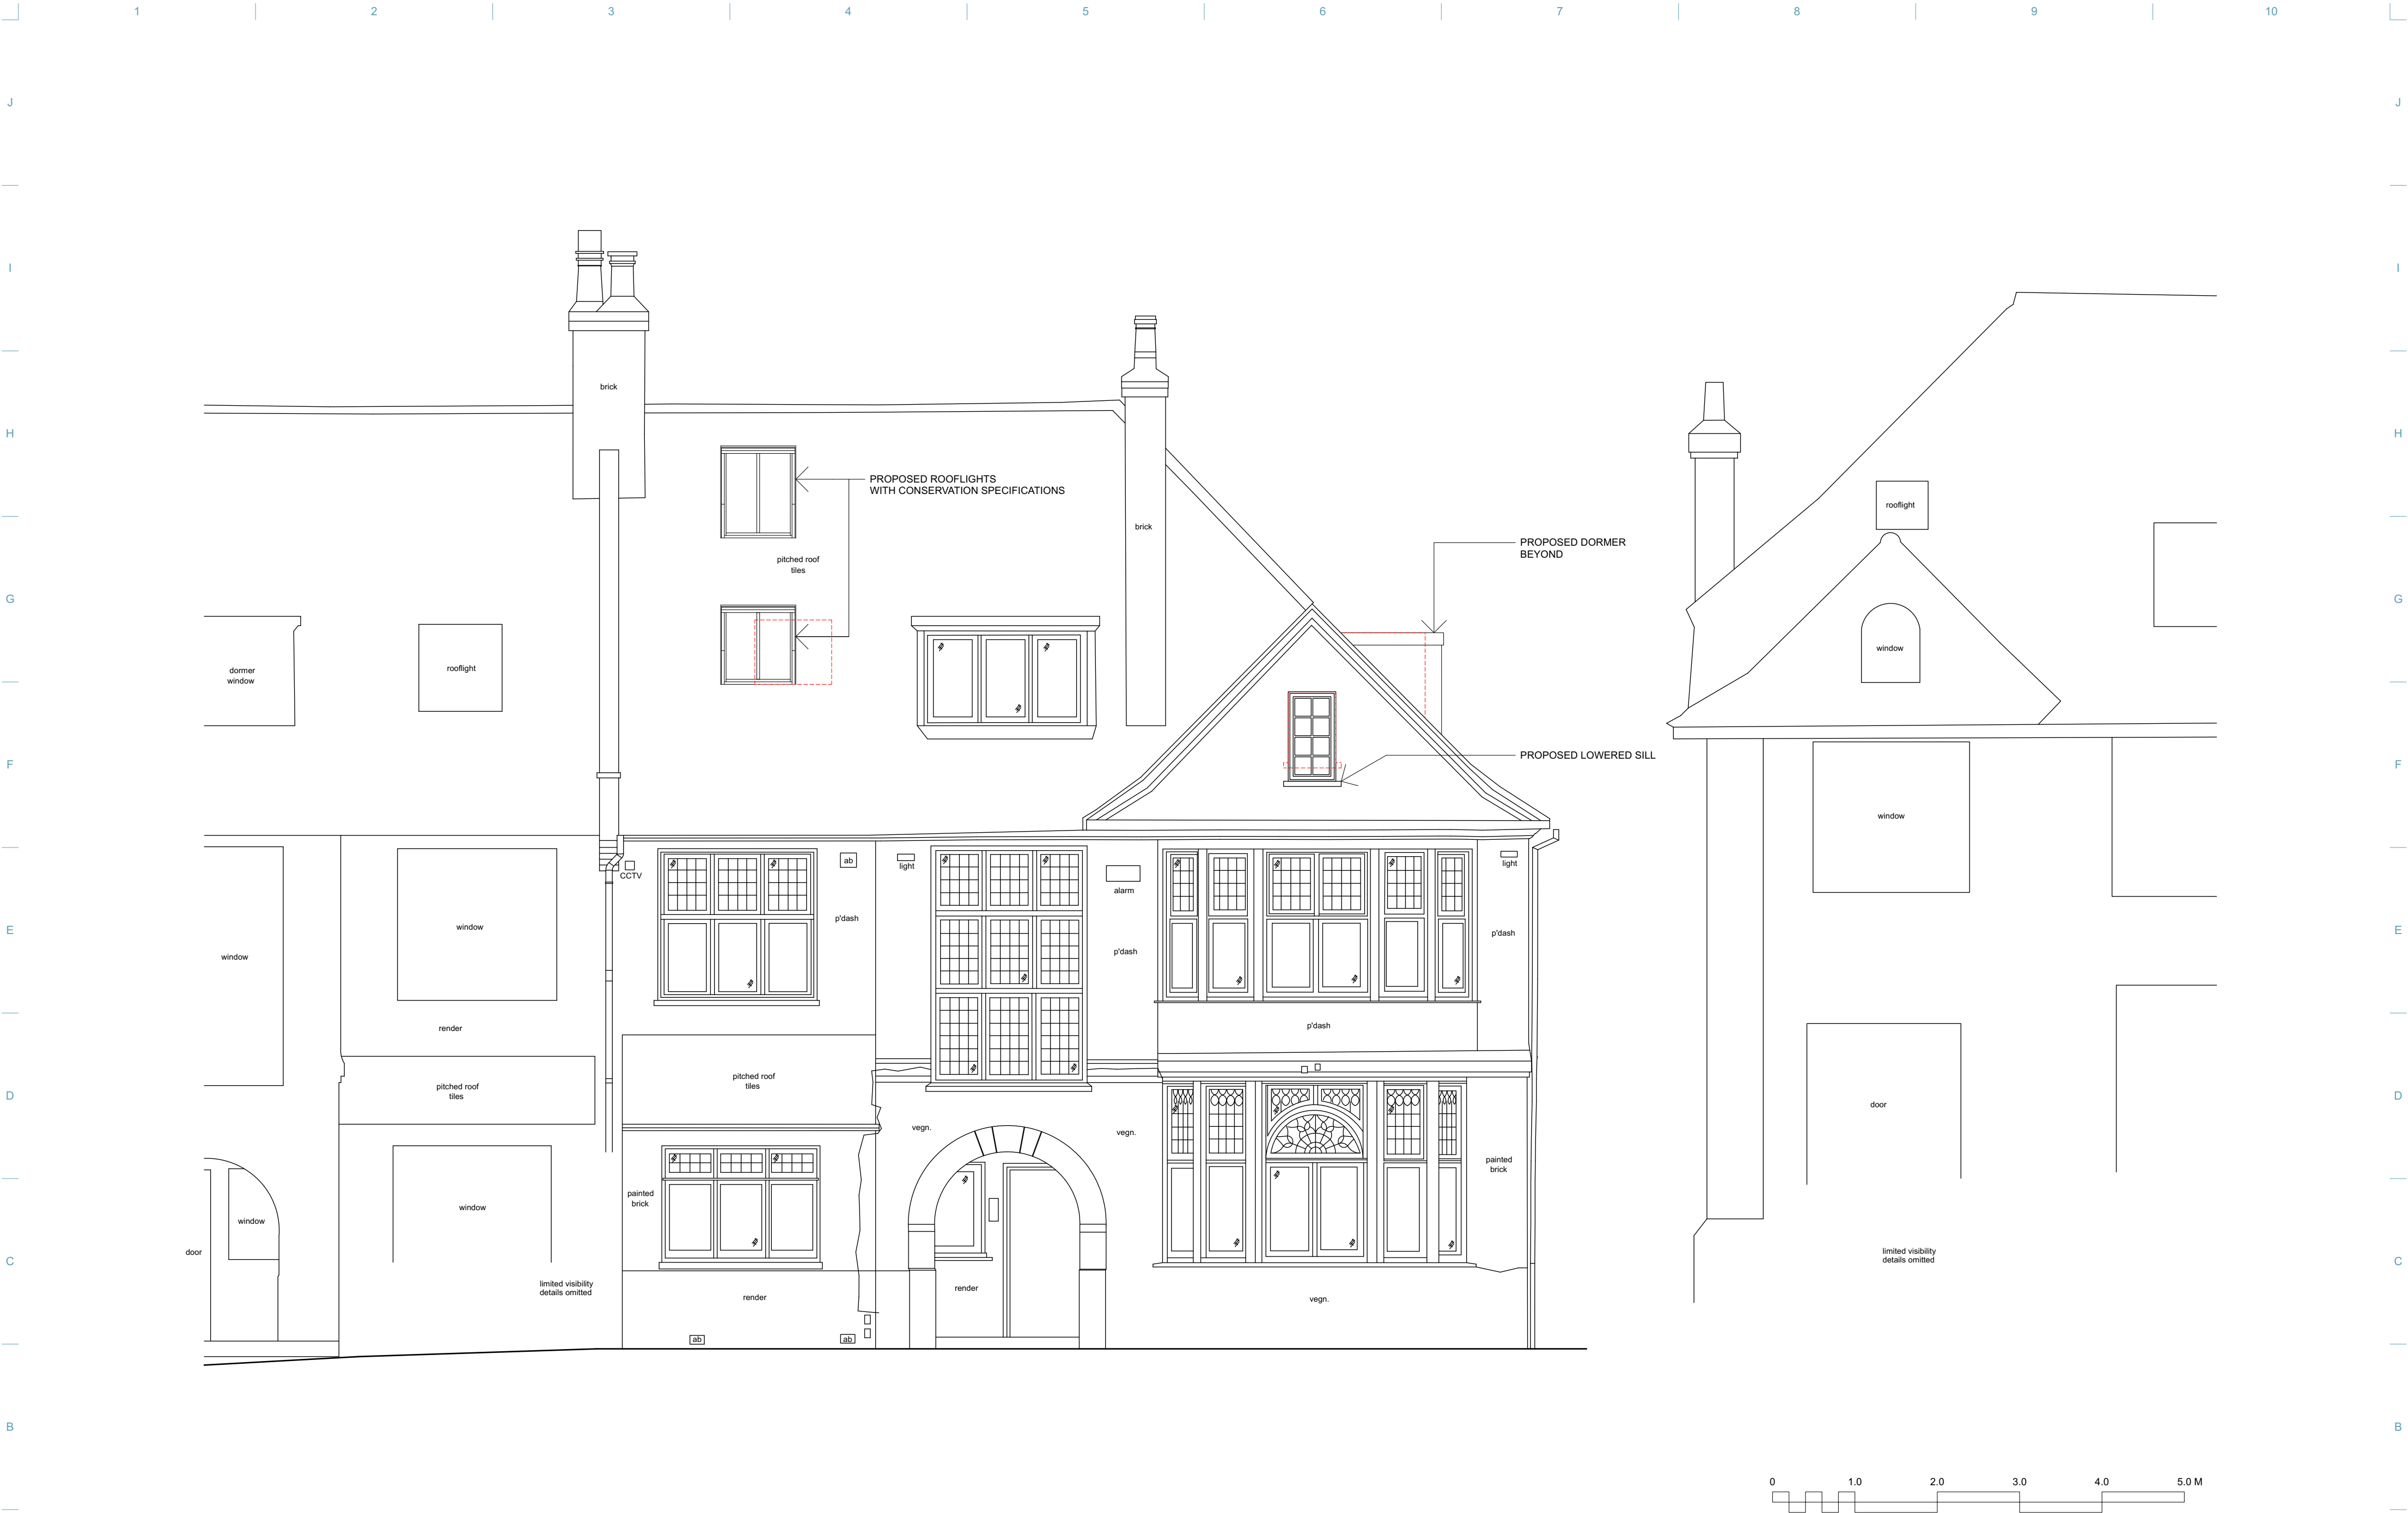 1 2 3 4 5 6 7 8 9 10
J J
I I
brick
H H
PROPOSED ROOFLIGHTS
WITH CONSERVATION SPECIFICATIONS
rooflight
brick
PROPOSED DORMER
BEYOND
pitched roof
tiles
G G
window
rooflight
dormer
window
PROPOSED LOWERED SILL
F F
window
ab
light
light
CCTV
alarm
p'dash
window
E E
p'dash
p'dash
window
render
p'dash
pitched roof
tiles
pitched roof
tiles
D D
door
vegn.
vegn.
painted
brick
painted
brick
window
window
door
limited visibility
details omitted
C C
limited visibility
details omitted
render
render
vegn.
ab
ab
B B
0 1.0 2.0 3.0 4.0 5.0 M